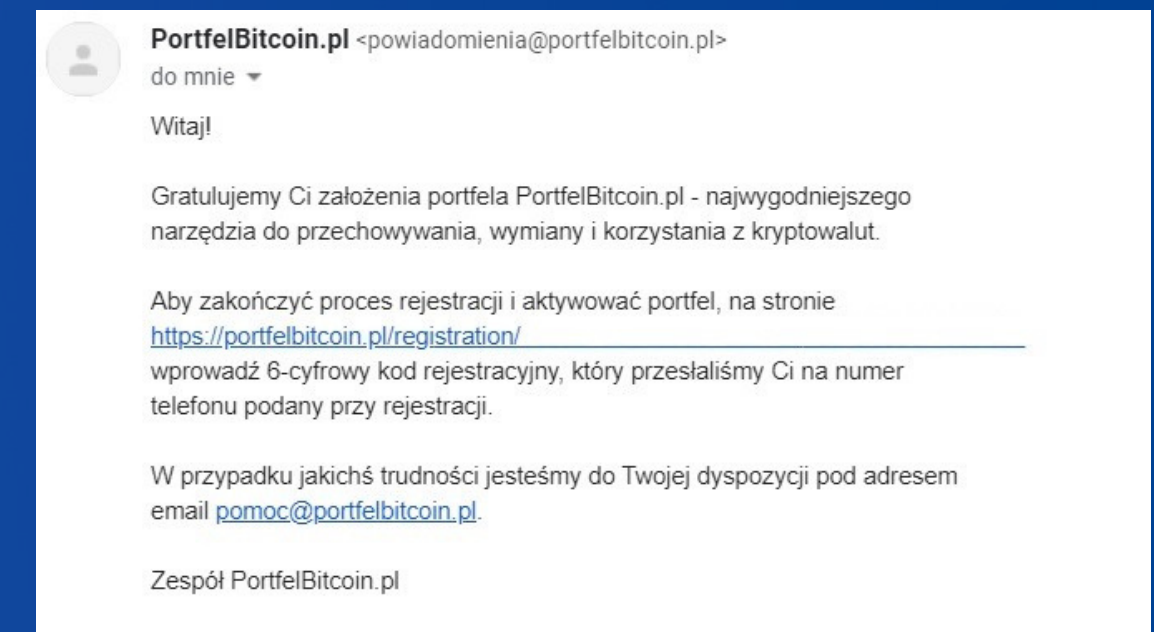 PortfelBitcoin.pl <powiadomienia@portfelbitcoin.pl>
do mnie
Witaj!
Gratulujemy Ci założenia portfela PortfelBitcoin.pl - najwygodniejszego
narzędzia do przechowywania, wymiany i korzystania z kryptowalut.
Aby zakończyć proces rejestracji i aktywować portfel, na stronie
https://portfelbitcoin.pl/registration/
wprowadź 6-cyfrowy kod rejestracyjny, który przesłaliśmy Ci na numer
telefonu podany przy rejestracji.
W przypadku jakichś trudności jesteśmy do Twojej dyspozycji pod adresem
email pomoc@portfelbitcoin.pl.
Zespół PortfelBitcoin.pl